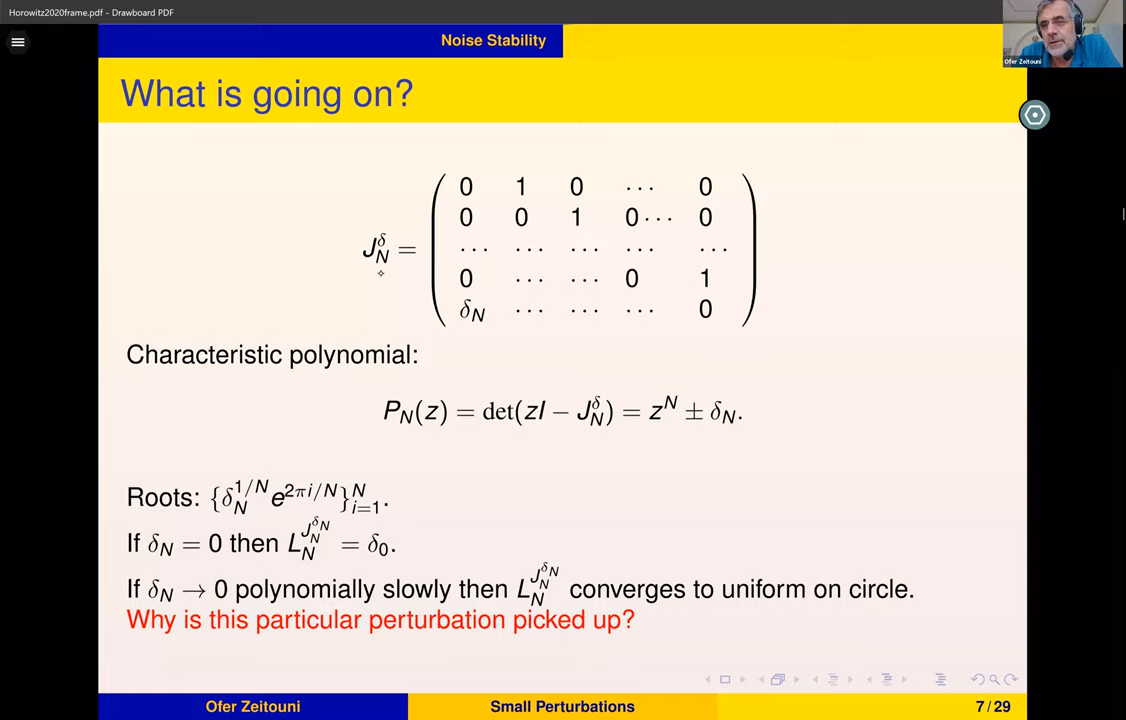 Horowitz2020frame.pdf - Drawboard PDF
Ofer Zeitouni
Noise Stability
What is going on?
J_N^δ = ( 0 1 0 ⋯ 0
0 0 1 0⋯ 0
⋯ ⋯ ⋯ ⋯ ⋯
0 ⋯ ⋯ 0 1
δ_N ⋯ ⋯ ⋯ 0 )
Characteristic polynomial:
P_N(z) = det(zI − J_N^δ) = z^N ± δ_N.
Roots: {δ_N^{1/N} e^{2πi/N}}_{i=1}^N.
If δ_N = 0 then L_N^{J_N^{δ_N}} = δ_0.
If δ_N → 0 polynomially slowly then L_N^{J_N^{δ_N}} converges to uniform on circle.
Why is this particular perturbation picked up?
Ofer Zeitouni Small Perturbations 7 / 29